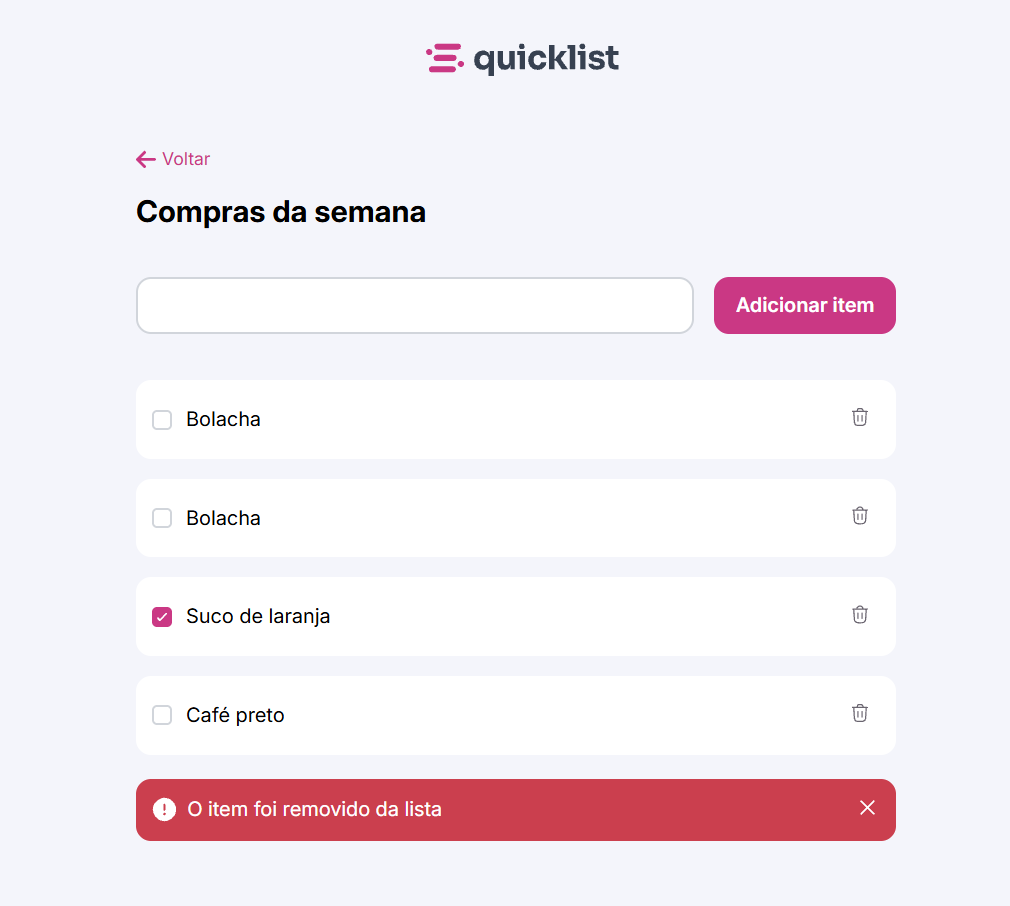 quicklist
Voltar
Compras da semana
Adicionar item
Bolacha
Bolacha
Suco de laranja
Café preto
O item foi removido da lista